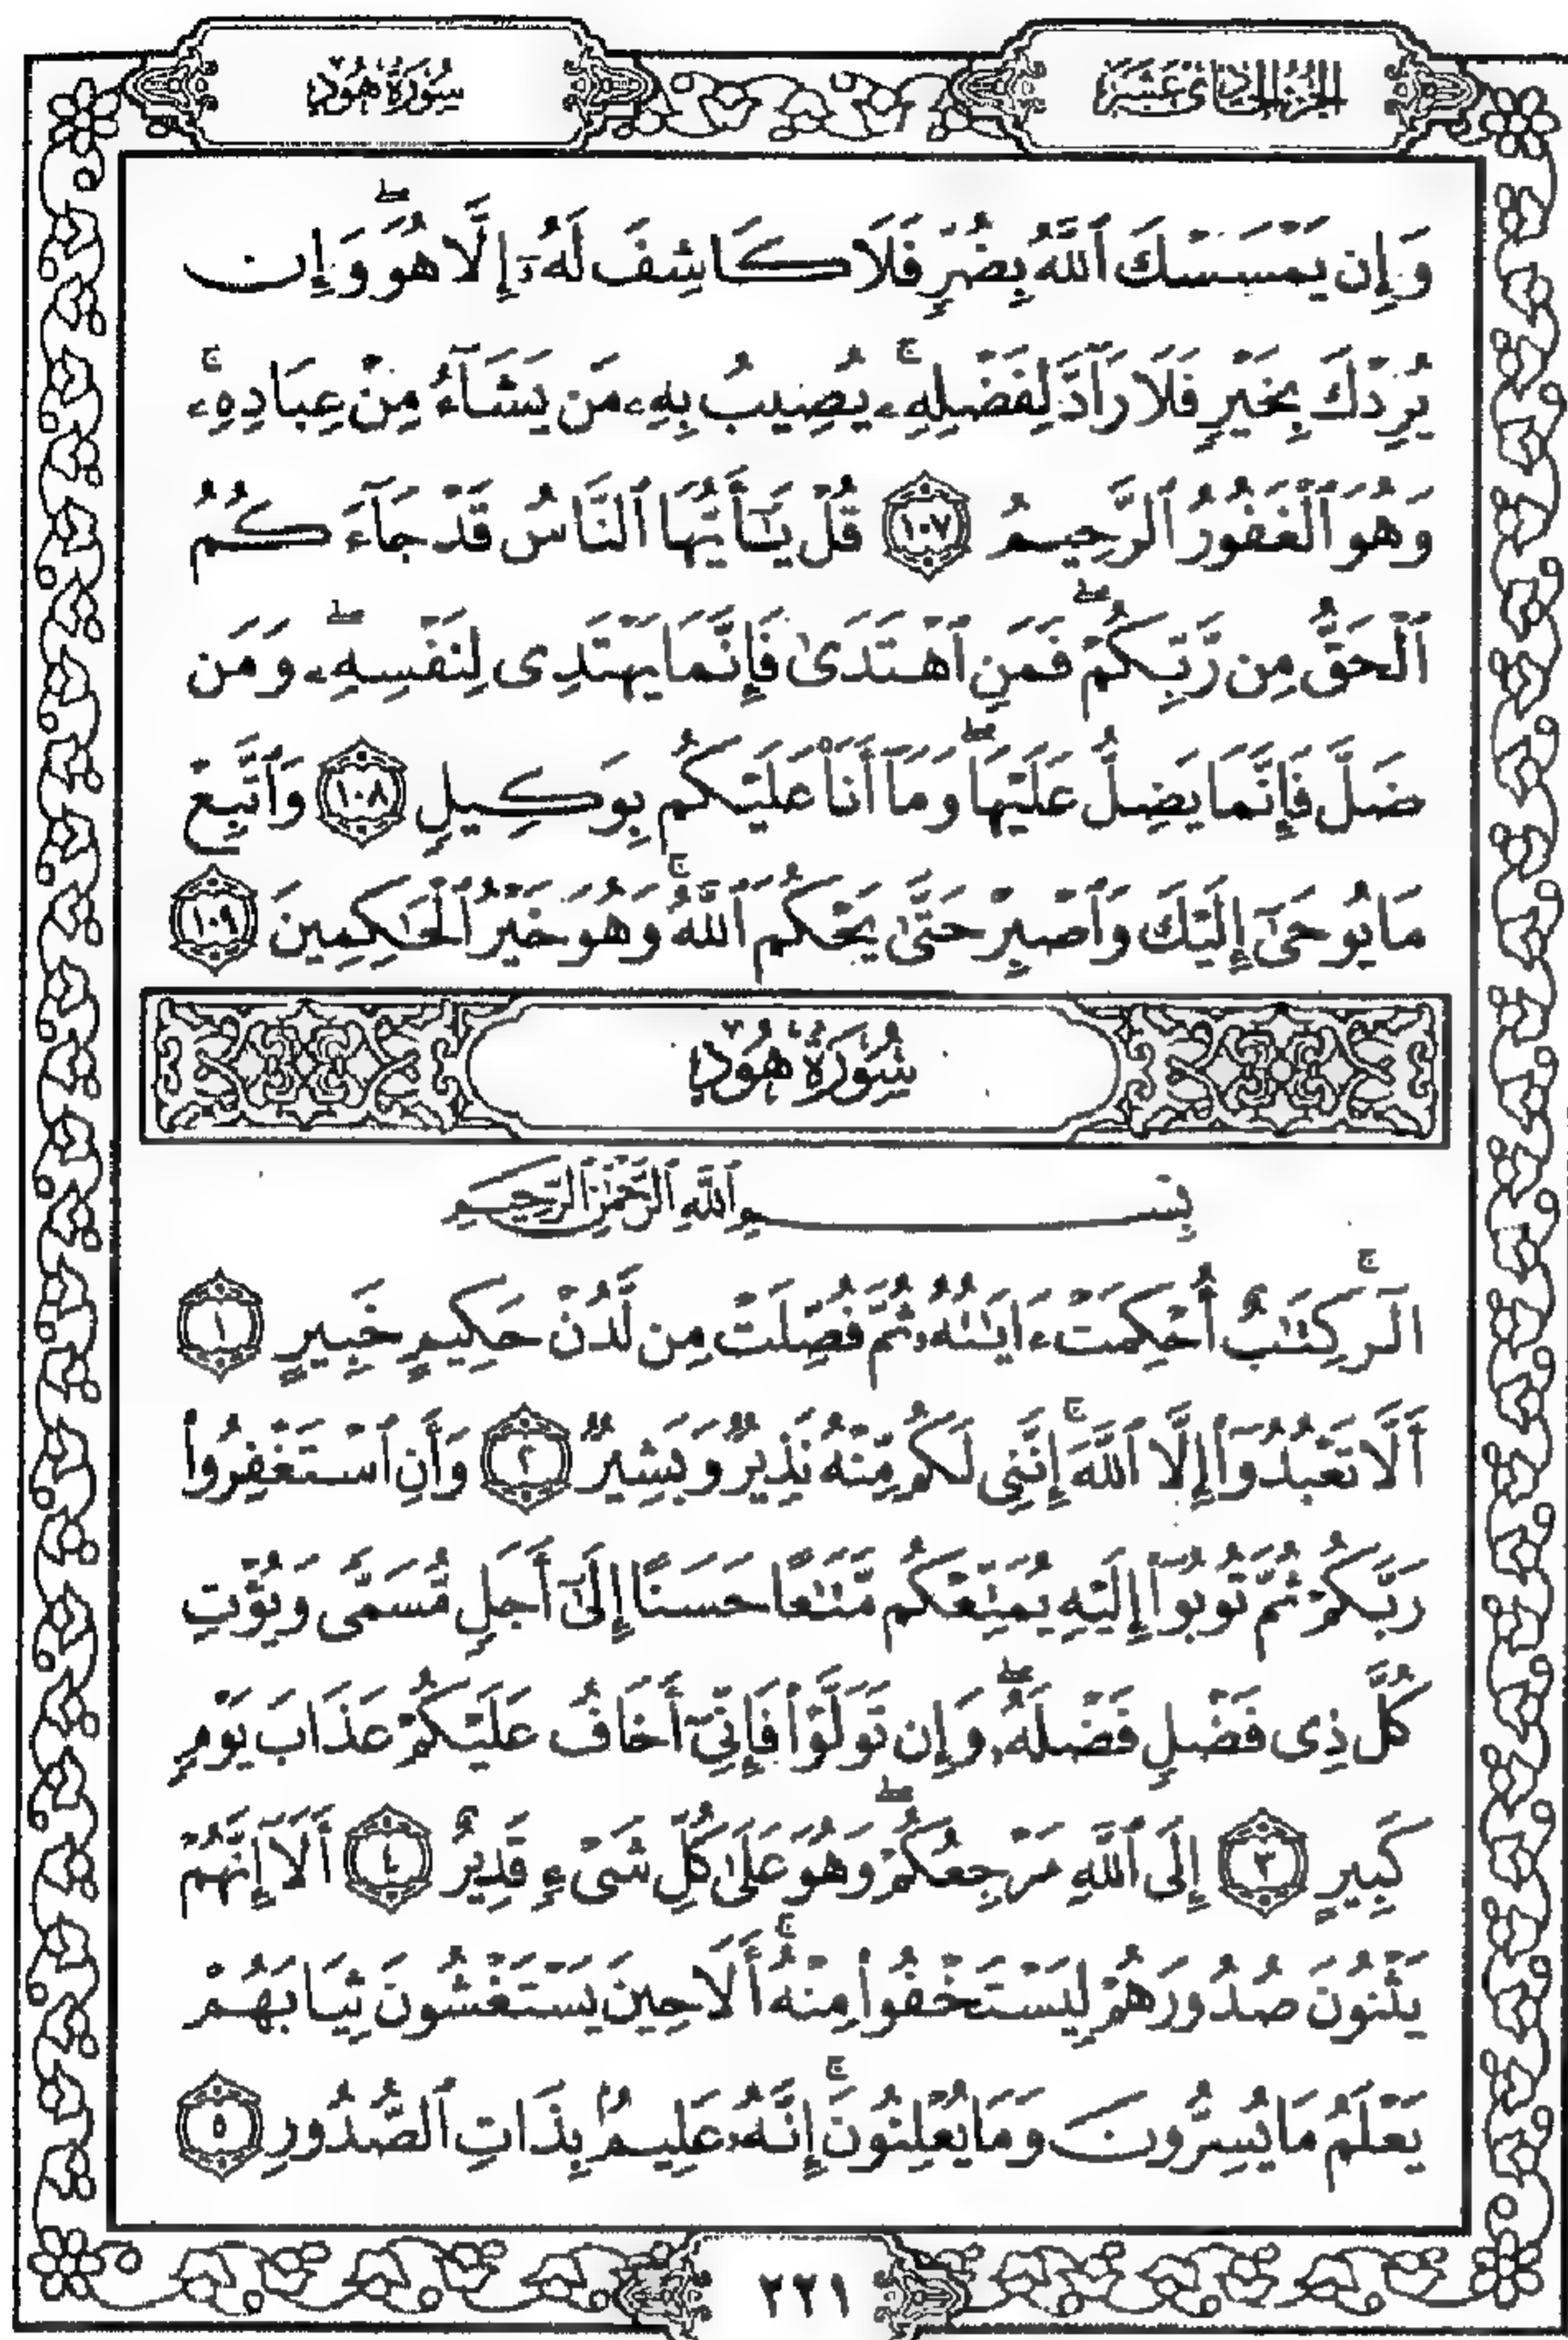 الجزء الحادي عشر
سورة هود
وَإِن يَمْسَسْكَ ٱللَّهُ بِضُرٍّ فَلَا كَاشِفَ لَهُۥٓ إِلَّا هُوَ ۖ وَإِن
يُرِدْكَ بِخَيْرٍ فَلَا رَآدَّ لِفَضْلِهِۦ ۚ يُصِيبُ بِهِۦ مَن يَشَآءُ مِنْ عِبَادِهِۦ ۚ
وَهُوَ ٱلْغَفُورُ ٱلرَّحِيمُ ﴿١٠٧﴾ قُلْ يَـٰٓأَيُّهَا ٱلنَّاسُ قَدْ جَآءَكُمُ
ٱلْحَقُّ مِن رَّبِّكُمْ ۖ فَمَنِ ٱهْتَدَىٰ فَإِنَّمَا يَهْتَدِى لِنَفْسِهِۦ ۖ وَمَن
ضَلَّ فَإِنَّمَا يَضِلُّ عَلَيْهَا ۖ وَمَآ أَنَا۠ عَلَيْكُم بِوَكِيلٍ ﴿١٠٨﴾ وَٱتَّبِعْ
مَا يُوحَىٰٓ إِلَيْكَ وَٱصْبِرْ حَتَّىٰ يَحْكُمَ ٱللَّهُ ۚ وَهُوَ خَيْرُ ٱلْحَـٰكِمِينَ ﴿١٠٩﴾
سُورَةُ هُودٍ
بِسْمِ ٱللَّهِ ٱلرَّحْمَـٰنِ ٱلرَّحِيمِ
الٓر ۚ كِتَـٰبٌ أُحْكِمَتْ ءَايَـٰتُهُۥ ثُمَّ فُصِّلَتْ مِن لَّدُنْ حَكِيمٍ خَبِيرٍ ﴿١﴾
أَلَّا تَعْبُدُوٓا۟ إِلَّا ٱللَّهَ ۚ إِنَّنِى لَكُم مِّنْهُ نَذِيرٌ وَبَشِيرٌ ﴿٢﴾ وَأَنِ ٱسْتَغْفِرُوا۟
رَبَّكُمْ ثُمَّ تُوبُوٓا۟ إِلَيْهِ يُمَتِّعْكُم مَّتَـٰعًا حَسَنًا إِلَىٰٓ أَجَلٍ مُّسَمًّى وَيُؤْتِ
كُلَّ ذِى فَضْلٍ فَضْلَهُۥ ۖ وَإِن تَوَلَّوْا۟ فَإِنِّىٓ أَخَافُ عَلَيْكُمْ عَذَابَ يَوْمٍ
كَبِيرٍ ﴿٣﴾ إِلَى ٱللَّهِ مَرْجِعُكُمْ ۖ وَهُوَ عَلَىٰ كُلِّ شَىْءٍ قَدِيرٌ ﴿٤﴾ أَلَآ إِنَّهُمْ
يَثْنُونَ صُدُورَهُمْ لِيَسْتَخْفُوا۟ مِنْهُ ۚ أَلَا حِينَ يَسْتَغْشُونَ ثِيَابَهُمْ
يَعْلَمُ مَا يُسِرُّونَ وَمَا يُعْلِنُونَ ۚ إِنَّهُۥ عَلِيمٌۢ بِذَاتِ ٱلصُّدُورِ ﴿٥﴾
٢٢١